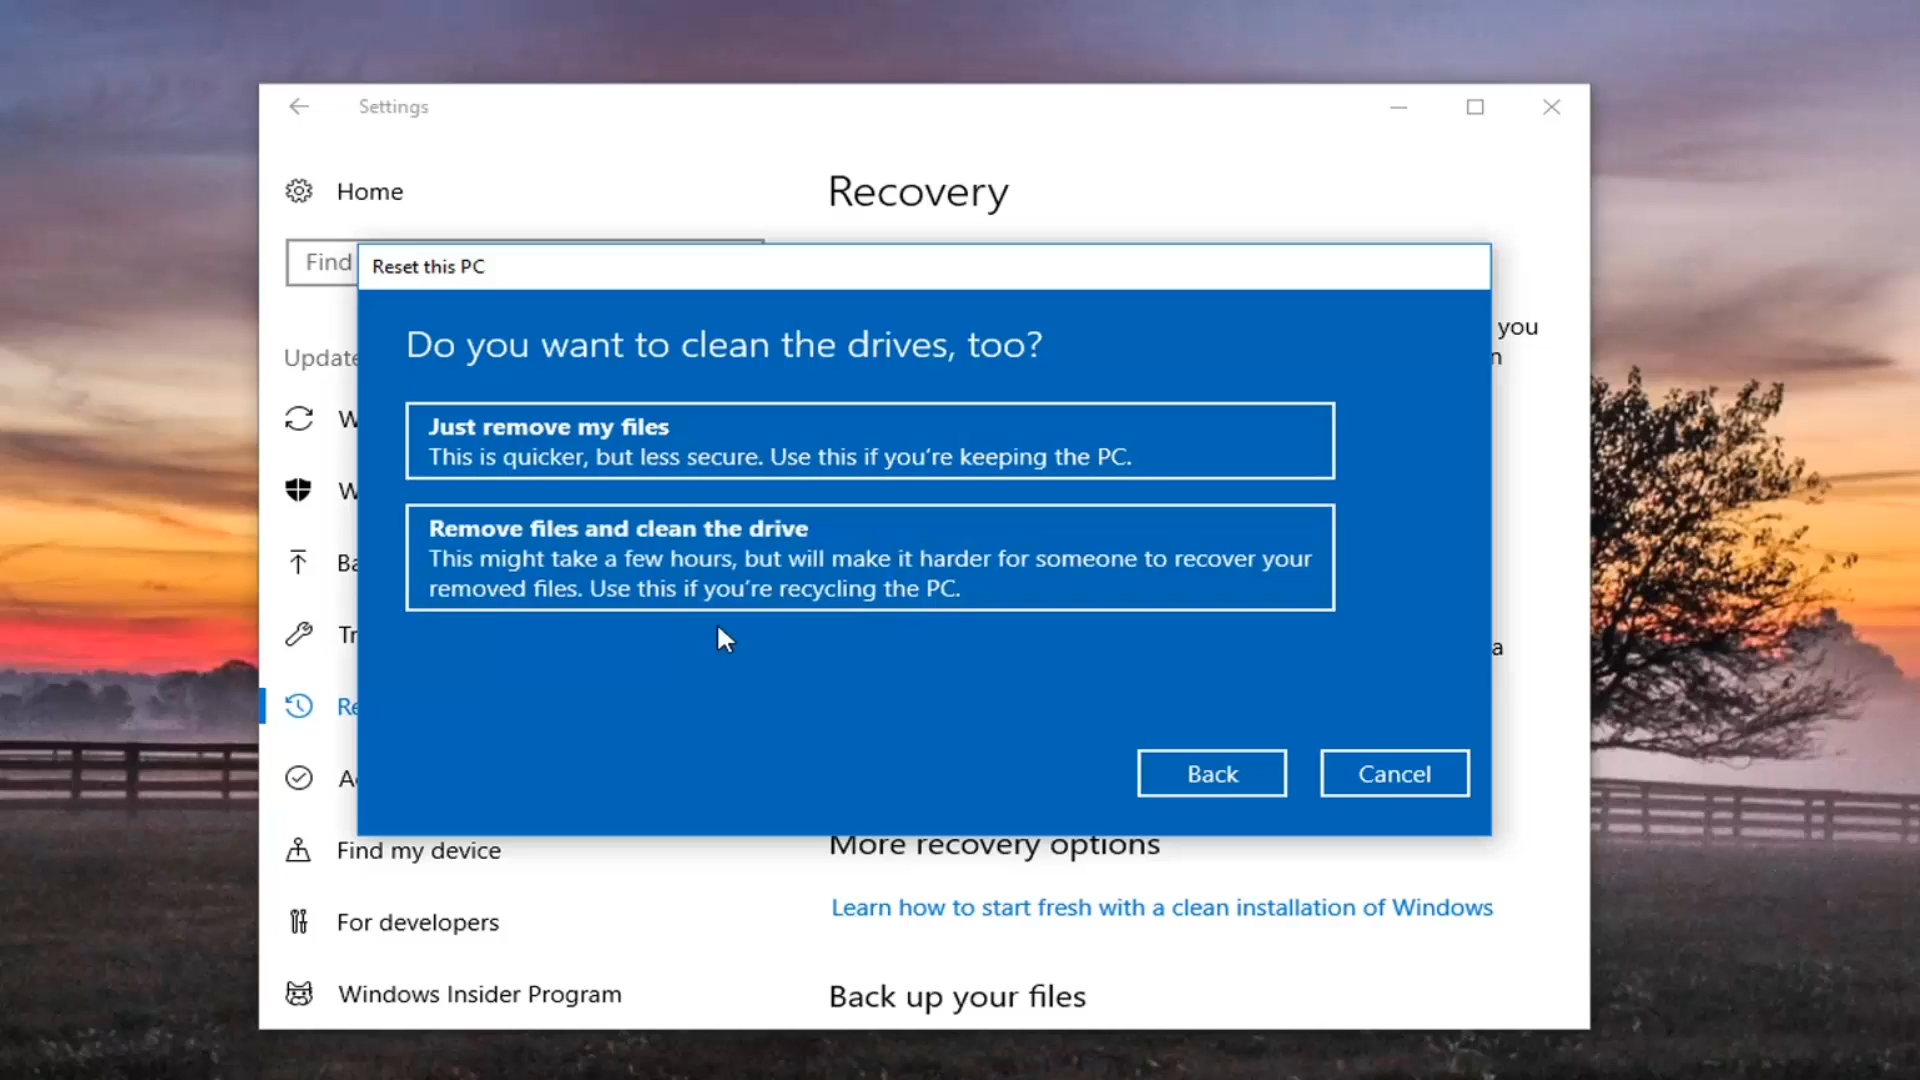 Settings
Home
Recovery
Find
Reset this PC
Do you want to clean the drives, too?
Just remove my files
This is quicker, but less secure. Use this if you're keeping the PC.
Remove files and clean the drive
This might take a few hours, but will make it harder for someone to recover your
removed files. Use this if you're recycling the PC.
Back
Cancel
Update
you
n
W
W
Ba
Tr
a
Re
A
Find my device
More recovery options
For developers
Learn how to start fresh with a clean installation of Windows
Windows Insider Program
Back up your files